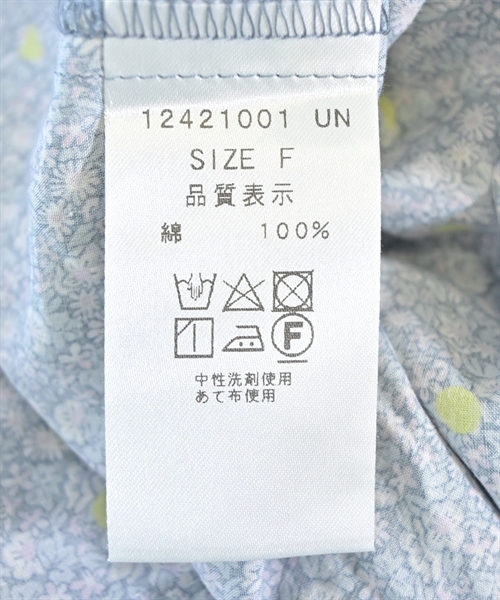 12421001 UN
SIZE F
品質表示
綿 100%
F
中性洗剤使用
あて布使用